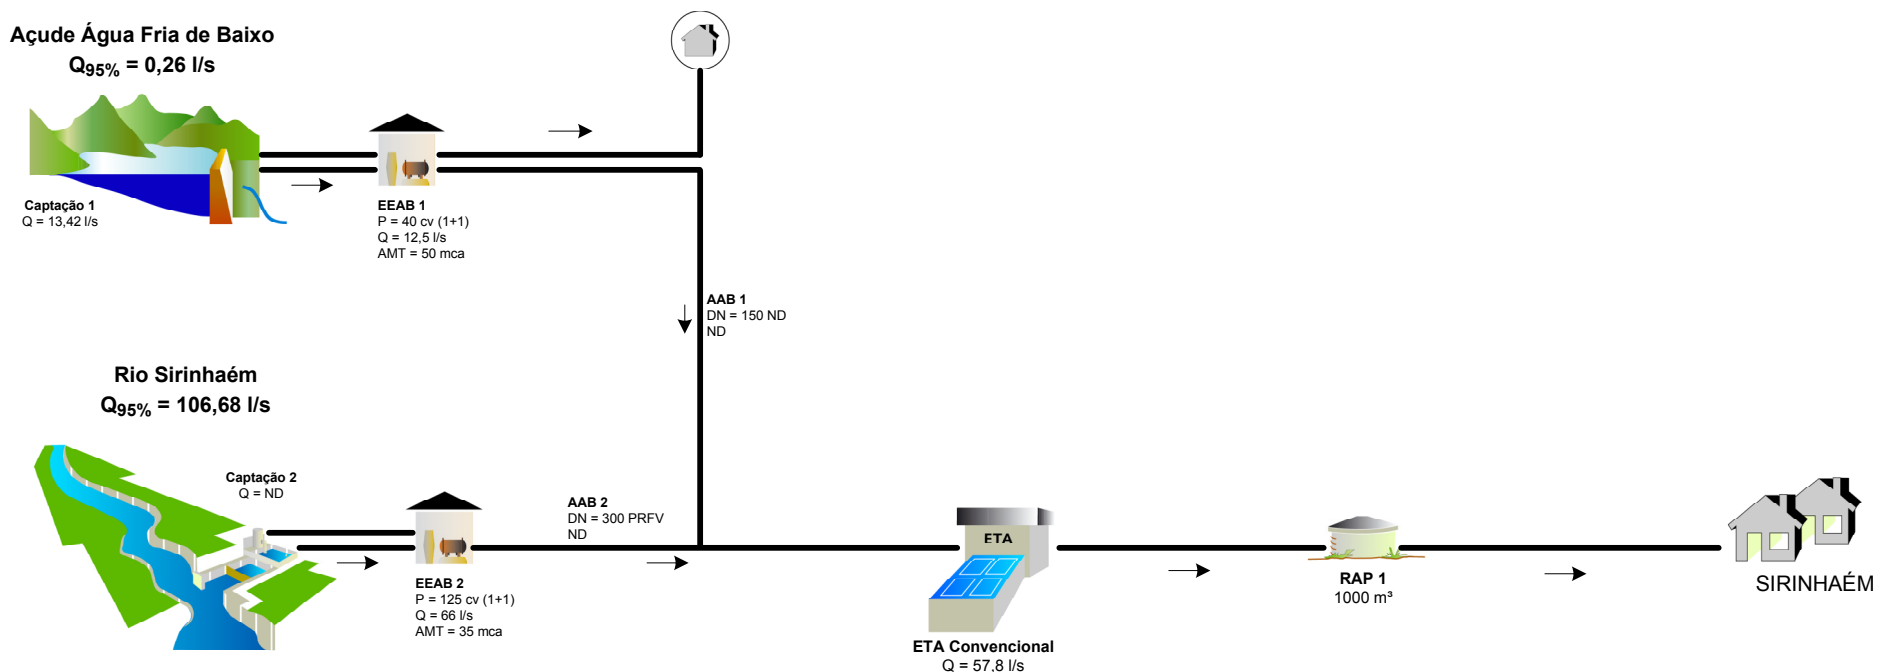 Açude Água Fria de Baixo
Q95% = 0,26 l/s
Captação 1
Q = 13,42 l/s
EEAB 1
P = 40 cv (1+1)
Q = 12,5 l/s
AMT = 50 mca
AAB 1
DN = 150 ND
ND
Rio Sirinhaém
Q95% = 106,68 l/s
Captação 2
Q = ND
EEAB 2
P = 125 cv (1+1)
Q = 66 l/s
AMT = 35 mca
AAB 2
DN = 300 PRFV
ND
ETA
ETA Convencional
Q = 57,8 l/s
RAP 1
1000 m³
SIRINHAÉM